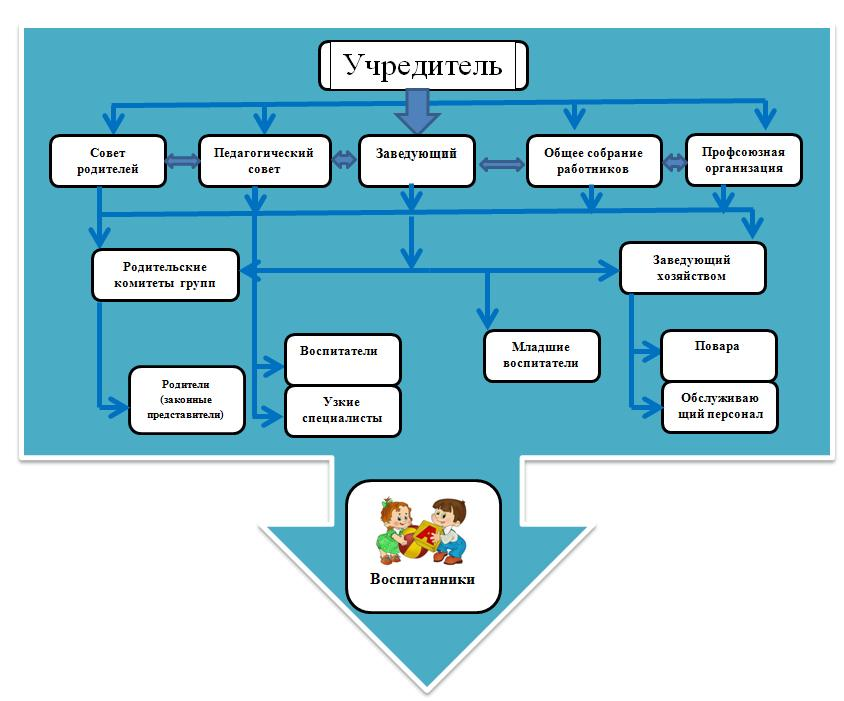 Учредитель
Совет
родителей
Педагогический
совет
Заведующий
Общее собрание
работников
Профсоюзная
организация
Родительские
комитеты групп
Заведующий
хозяйством
Воспитатели
Младшие
воспитатели
Повара
Родители
(законные
представители)
Узкие
специалисты
Обслуживаю
щий персонал
А
Воспитанники